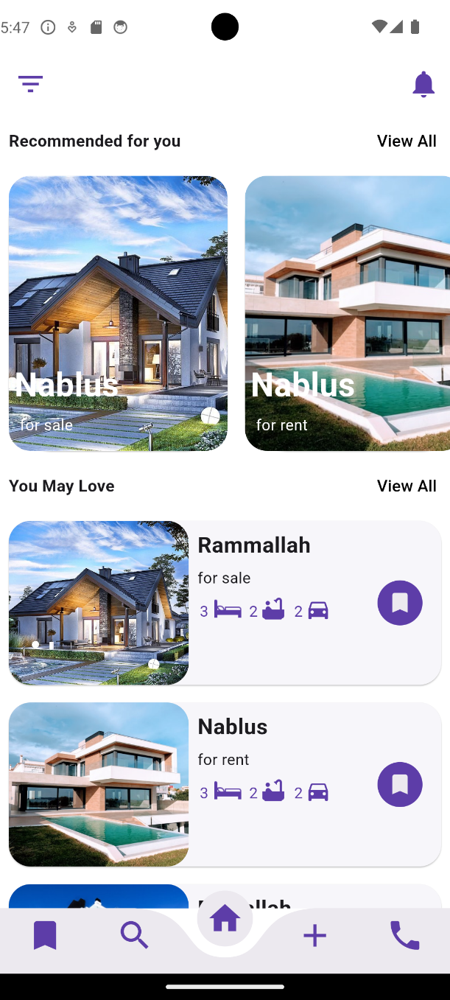 5:47
Recommended for you View All
Nablus Nablus
for sale for rent
You May Love View All
Rammallah
for sale
3 2 2
Nablus
for rent
3 2 2